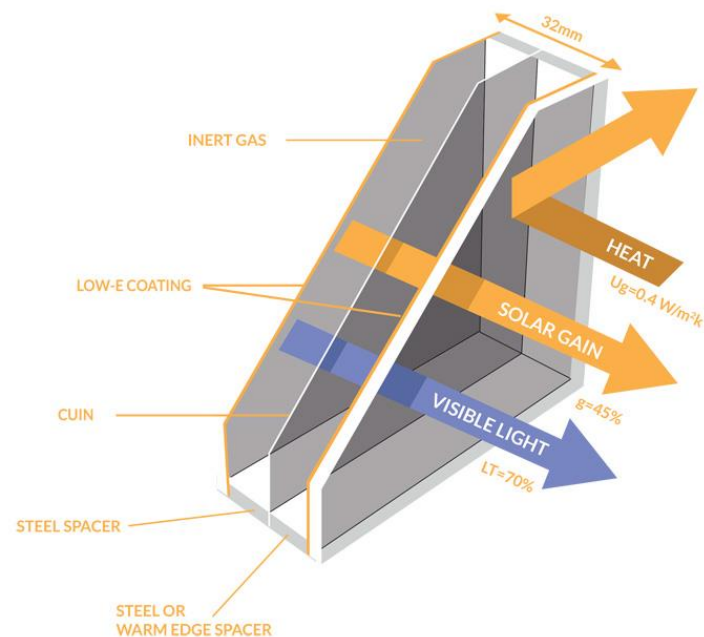 32mm
INERT GAS
HEAT
Ug=0.4 W/m²k
LOW-E COATING
SOLAR GAIN
g=45%
CUIN
VISIBLE LIGHT
LT=70%
STEEL SPACER
STEEL OR
WARM EDGE SPACER